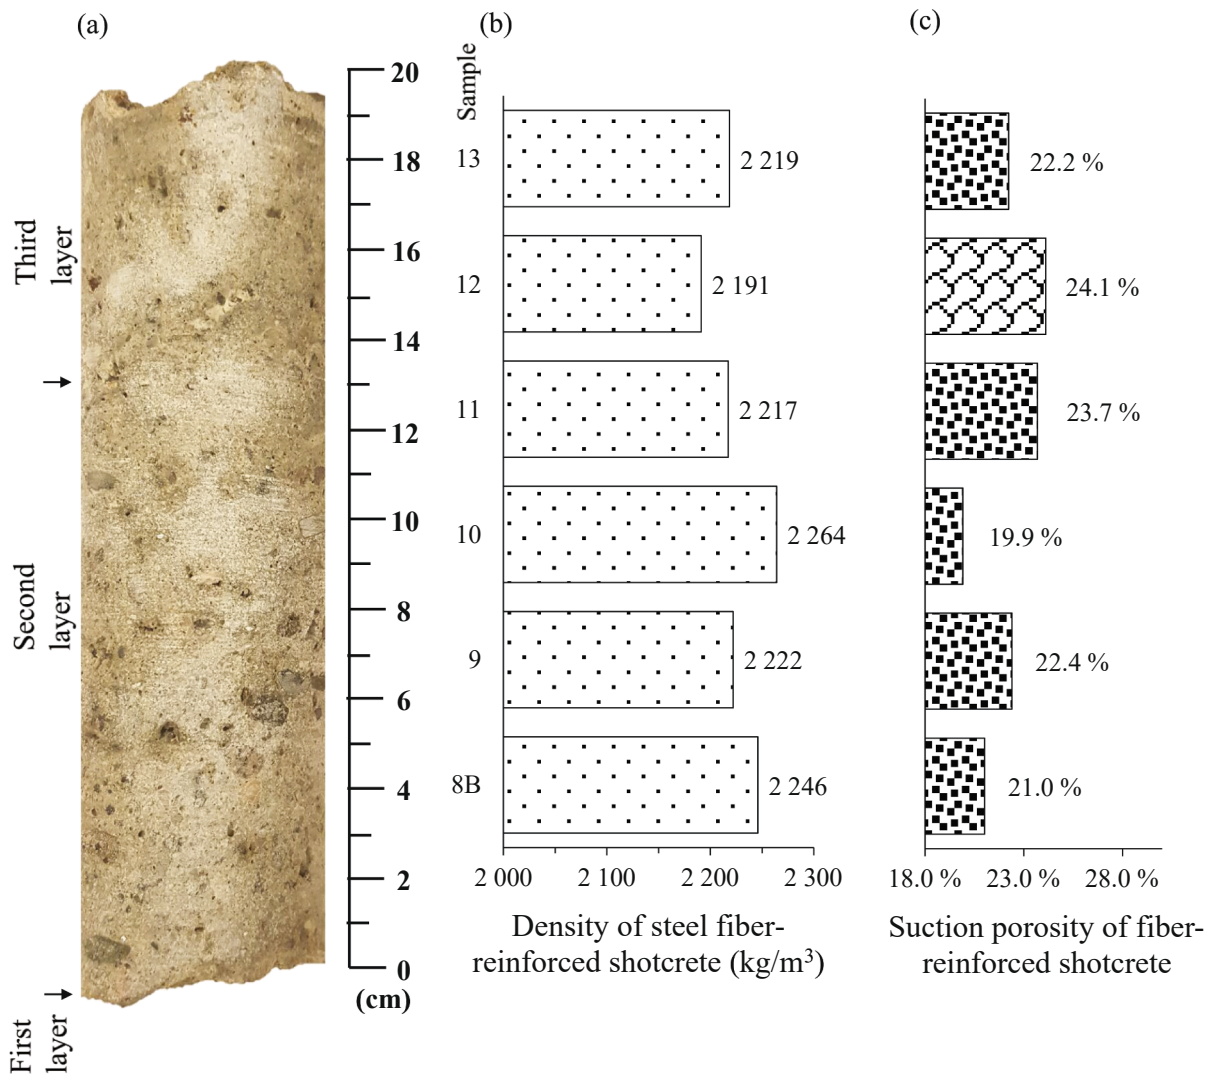 (a)
Third
layer
Second
layer
First
layer
20
18
16
14
12
10
8
6
4
2
0
(cm)
(b)
Sample
13
2 219
12
2 191
11
2 217
10
2 264
9
2 222
8B
2 246
2 000 2 100 2 200 2 300
Density of steel fiber-
reinforced shotcrete (kg/m³)
(c)
22.2 %
24.1 %
23.7 %
19.9 %
22.4 %
21.0 %
18.0 % 23.0 % 28.0 %
Suction porosity of fiber-
reinforced shotcrete